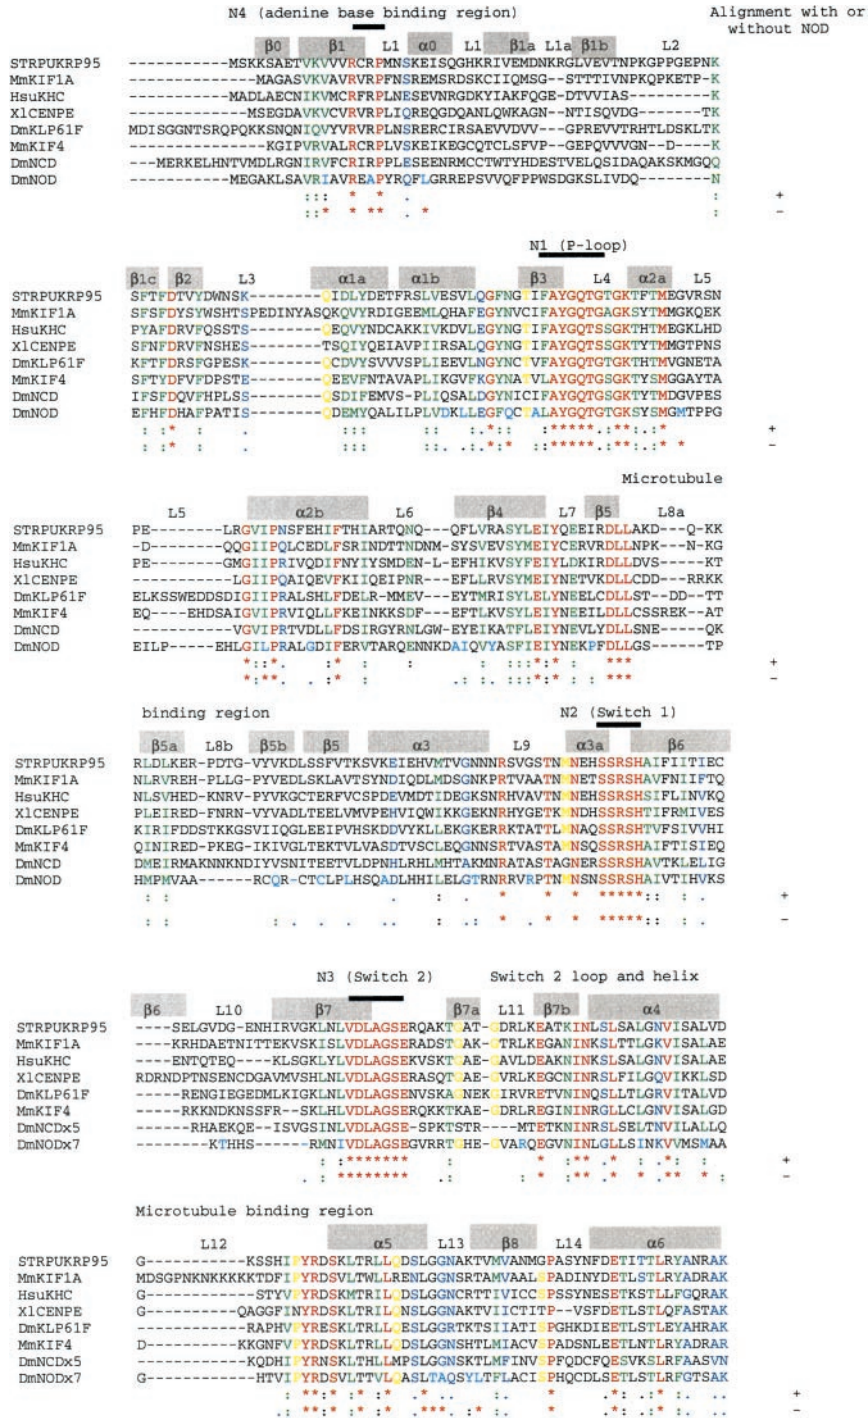 N4 (adenine base binding region) Alignment with or
without NOD
β0 β1 L1 α0 L1 β1a L1a β1b L2
STRPUKRP95 ---------MSKKSAETVKVVVRCRPMNSKEISQGHKRIVEMDNKRGLVEVTNPKGPPGEPNK
MmKIF1A ------------MAGASVKVAVRVRPFNSREMSRDSKCIIQMSG-STTTIVNPKQPKETP-K
HsuKHC ---------MADLAECNIKVMCRFRPLNESEVNRGDKYIAKFQGE-DTVVIAS--------K
XlCENPE ----------MSEGDAVKVCVRVRPLIQREQGDQANLQWKAGN-NTISQVDG-------TK
DmKLP61F MDISGGNTSRQPQKKSNQNIQVYVRVRPLNSRERCIRSAEVVDVV---GPREVVTRHTLDSKLTK
MmKIF4 -----------KGIPVRVALRCRPLVSKEIKEGCQTCLSFVP-GEPQVVVGN---D----K
DmNCD ---MERKELHNTVMDLRGNIRVFCRIRPPLESEENRMCCTWTYHDESTVELQSIDAQAKSKMGQQ
DmNOD ----------MEGAKLSAVRIAVREAPYRQFLGRREPSVVQFPPWSDGKSLIVDQ-------N
N1 (P-loop)
β1c β2 L3 α1a α1b β3 L4 α2a L5
STRPUKRP95 SFTFDTVYDWNSK---------QIDLYDETFRSLVESVLQGFNGTIFAYGQTGTGKTFTMEGVRSN
MmKIF1A SFSFDYSYWSHTSPEDINYASQKQVYRDIGEEMLQHAFEGYNVCIFAYGQTGAGKSYTMMGKQEK
HsuKHC PYAFDRVFQSSTS---------QEQVYNDCAKKIVKDVLEGYNGTIFAYGQTSSGKTHTMEGKLHD
XlCENPE SFNFDRVFNSHES---------TSQIYQEIAVPIIRSALQGYNGTIFAYGQTSSGKTYTMMGTPNS
DmKLP61F KFTFDRSFGPESK---------QCDVYSVVVSPLIEEVLNGYNCTVFAYGQTGTGKTHTMVGNETA
MmKIF4 SFTYDFVFDPSTE---------QEEVFNTAVAPLIKGVFKGYNATVLAYGQTGSGKTYSMGGAYTA
DmNCD IFSFDQVFHPLSS---------QSDIFEMVS-PLIQSALDGYNICIFAYGQTGSGKTYTMDGVPES
DmNOD EFHFDHAFPATIS---------QDEMYQALILPLVDKLLEGFQCTALAYGQTGTGKSYSMGMTPPG
Microtubule
L5 α2b L6 β4 L7 β5 L8a
STRPUKRP95 PE-------LRGVIPNSFEHIFTHIARTQNQ---QFLVRASYLEIYQEEIRDLLAKD--Q-KK
MmKIF1A D--------QQGIIPQLCEDLFSRINDTTNDNM-SYSVEVSYMEIYCERVRDLLNPK--N-KG
HsuKHC PE-------GMGIIPRIVQDIFNYIYSMDEN-L-EFHIKVSYFEIYLDKIRDLLDVS---KT
XlCENPE ---------LGIIPQAIQEVFKIIQEIPNR----EFLLRVSYMEIYNETVKDLLCDD--RRKK
DmKLP61F ELKSSWEDDSDIGIIPRALSHLFDELR-MMEV---EYTMRISYLEIYNEELCDLLST--DD--TT
MmKIF4 EQ----EHDSAIGVIPRVIQLLFKEINKKSDF---EFTLKVSYLEIYNEEILDLLCSSREK-AT
DmNCD ---------VGVIPRTVDLLFDSIRGYRNLGW-EYEIKATFLEIYNEVLYDLLSNE---QK
DmNOD EILP-----EHLGILPRALGDIFERVTARQENNKDAIQVYASFIEIYNEKPFDLLGS----TP
binding region N2 (Switch 1)
β5a L8b β5b β5 α3 L9 α3a β6
STRPUKRP95 RLDLKER-PDTG-VYVKDLSSFVTKSVKEIEHVMTVGNNNRSVGSTNMNEHSSRSHAIFIITIEC
MmKIF1A NLRVREH-PLLG-PYVEDLSKLAVTSYNDIQDLMDSGNKPRTVAATNMNETSSRSHAVFNIIFTQ
HsuKHC NLSVHED-KNRV-PYVKGCTERFVCSPDEVMDTIDEGKSNRHVAVTNMNEHSSRSHSIFLINVKQ
XlCENPE PLEIRED-FNRN-VYVADLTEELVMVPEHVIQWIKKGEKNRHYGETKMNDHSSRSHTIFRMIVES
DmKLP61F KIRIFDDSTKKGSVIIQGLEEIPVHSKDDVYKLLEKGKERRKTATTLMNAQSSRSHTVFSIVVHI
MmKIF4 QINIRED-PKEG-IKIVGLTEKTVLVASDTVSCLEQGNNSRTVASTAMNSQSSRSHAIFTISIEQ
DmNCD DMEIRMAKNNKNDIYVSNITEETVLDPNHLRHLMHTAKMNRATASTAGNERSSRSHAVTKLELIG
DmNOD HMPMVAA-----RCQR-CTCLPLHSQADLHHILELGTRNRRVRPTNMNSNSSRSHAIVTIHVKS
N3 (Switch 2) Switch 2 loop and helix
β6 L10 β7 β7a L11 β7b α4
STRPUKRP95 ----SELGVDG-ENHIRVGKLNLVDLAGSERQAKTGAT-GDRLKEATKINLSLSALGNVISALVD
MmKIF1A ----KRHDAETNITTEKVSKISLVDLAGSERADSTGAK-GTRLKEGANINKSLTTLGKVISALAE
HsuKHC ----ENTQTEQ----KLSGKLYLVDLAGSEKVSKTGAE-GAVLDEAKNINKSLSALGNVISALAE
XlCENPE RDRNDPTNSENCDGAVMVSHLNLVDLAGSERASQTGAE-GVRLKEGCNINRSLFILGQVIKKLSD
DmKLP61F ----RENGIEGEDMLKIGKLNLVDLAGSENVSKAGNEKGIRVRETVNINQSLLTLGRVITALVD
MmKIF4 ----RKKNDKNSSFR-SKLHLVDLAGSERQKKTKAE-GDRLREGININRGLLCLGNVISALGD
DmNCDx5 ----RHAEKQE-ISVGSINLVDLAGSE-SPKTSTR---MTETKNINRSLSELTNVILALLQ
DmNODx7 -----KTHHS-----RMNIVDLAGSEGVRRTGHE-GVARQEGVNINLGLLSINKVVMSMAA
Microtubule binding region
L12 α5 L13 β8 L14 α6
STRPUKRP95 G----------KSSHIPYRDSKLTRLLQDSLGGNAKTVMVANMGPASYNFDETITTLRYANRAK
MmKIF1A MDSGPNKNKKKKKTDFIPYRDSVLTWLLRENLGGNSRTAMVAALSPADINYDETLSTLRYADRAK
HsuKHC G----------STYVPYRDSKMTRILQDSLGGNCRTTIVICCSPSSYNESETKSTLLFGQRAK
XlCENPE G---------QAGGFINYRDSKLTRILQNSLGGNAKTVIICTITP--VSFDETLSTLQFASTAK
DmKLP61F ----------RAPHVPYRESKLTRLLQESLGGRTKTSIIATISPGHKDIEETLSTLEYAHRAK
MmKIF4 D---------KKGNFVPYRDSKLTRLLQDSLGGNSHTLMIACVSPADSNLEETLNTLRYADRAR
DmNCDx5 ----------KQDHIPYRNSKLTHLLMPSLGGNSKTLMFINVSPFQDCFQESVKSLRFAASVN
DmNODx7 G----------HTVIPYRDSVLTTVLQASLTAQSYLTFLACISPHQCDLSETLSTLRFGTSAK